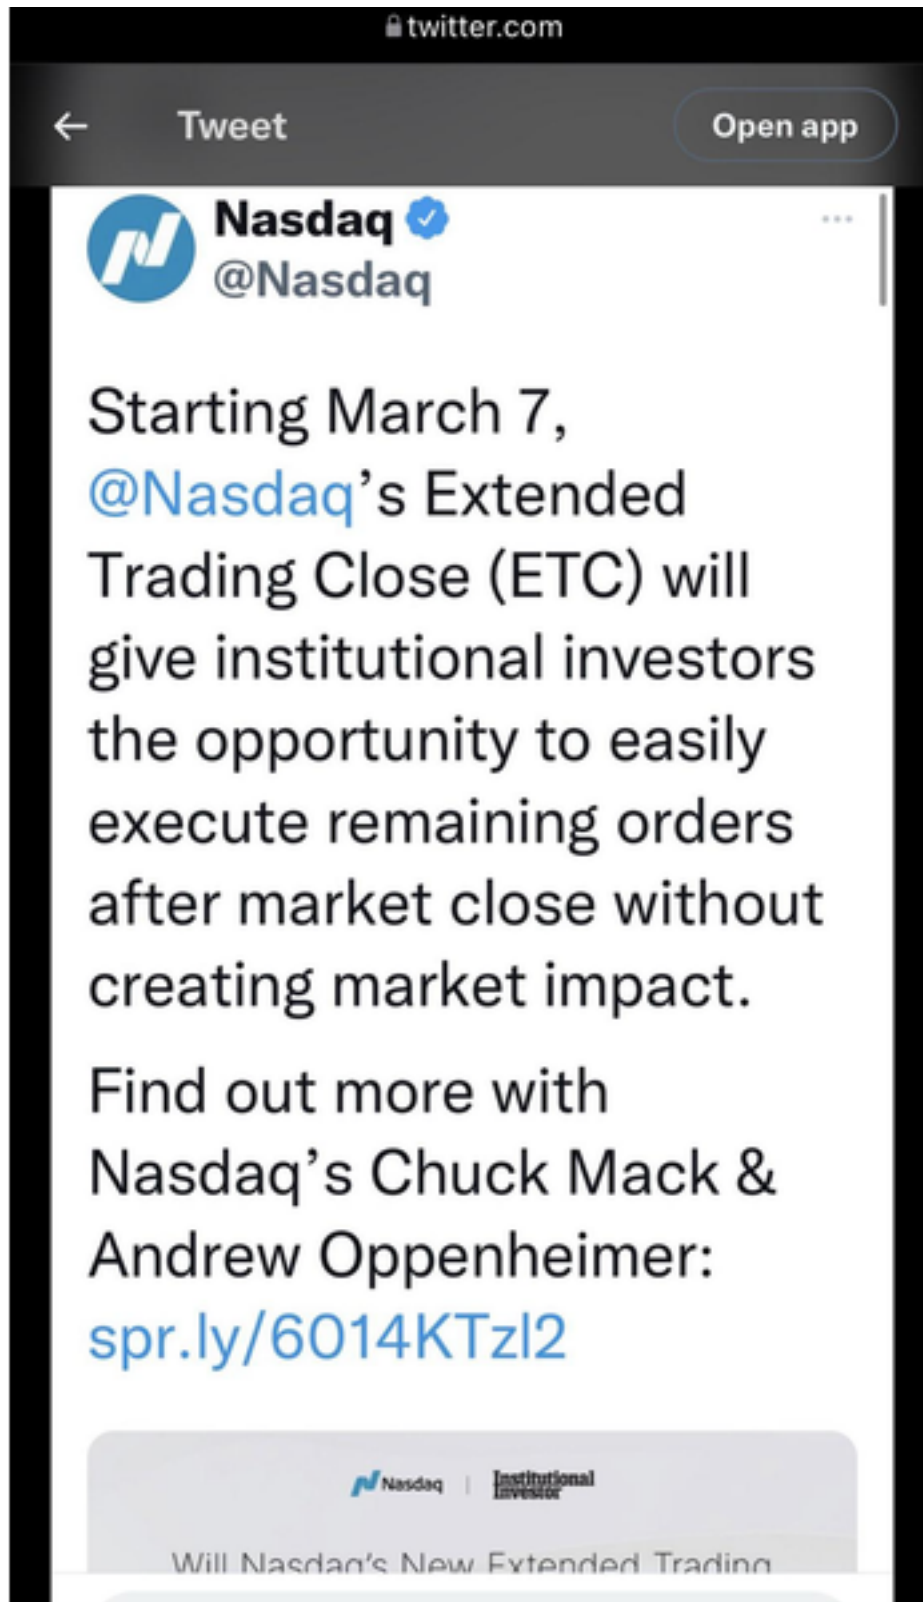 twitter.com
Tweet
Open app
Nasdaq
@Nasdaq
Starting March 7,
@Nasdaq’s Extended
Trading Close (ETC) will
give institutional investors
the opportunity to easily
execute remaining orders
after market close without
creating market impact.
Find out more with
Nasdaq’s Chuck Mack &
Andrew Oppenheimer:
spr.ly/6014KTzl2
Nasdaq | Institutional
Investor
Will Nasdaq’s New Extended Trading